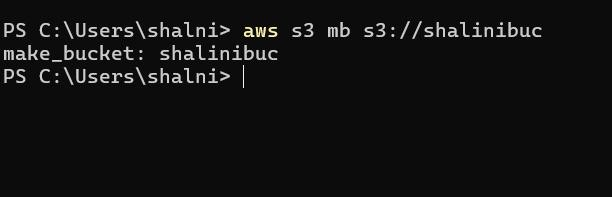 PS C:\Users\shalni> aws s3 mb s3://shalinibuc
make_bucket: shalinibuc
PS C:\Users\shalni>